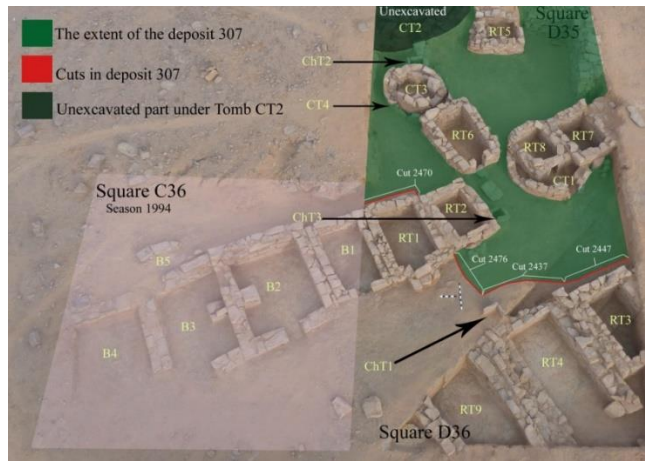 The extent of the deposit 307
Cuts in deposit 307
Unexcavated part under Tomb CT2
Unexcavated
CT2
Square
D35
RT5
ChT2
CT3
CT4
RT6
RT7
RT8
CT1
Cut 2470
Square C36
Season 1994
ChT3
RT2
RT1
B1
Cut 2476
Cut 2437
Cut 2447
B5
B2
B3
B4
RT3
RT4
ChT1
RT9
Square D36